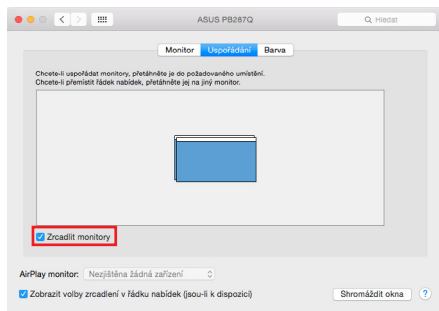 ASUS PB287Q
Hledat
Monitor Uspořádání Barva
Chcete-li uspořádat monitory, přetáhněte je do požadovaného umístění.
Chcete-li přemístit řádek nabídek, přetáhněte jej na jiný monitor.
Zrcadlit monitory
AirPlay monitor: Nezjištěna žádná zařízení
Zobrazit volby zrcadlení v řádku nabídek (jsou-li k dispozici)
Shromáždit okna ?